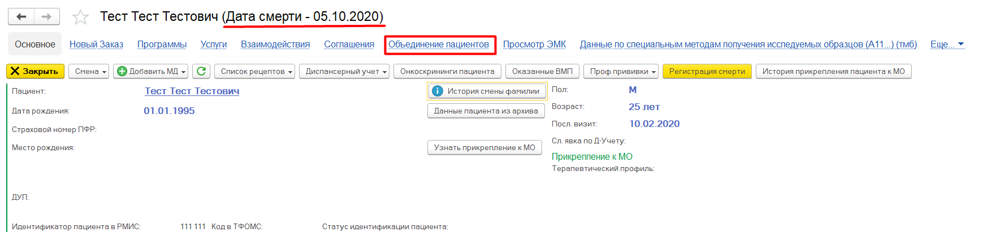 Тест Тест Тестович (Дата смерти - 05.10.2020)
Основное Новый Заказ Программы Услуги Взаимодействия Соглашения Объединение пациентов Просмотр ЭМК Данные по специальным методам получения исследуемых образцов (A11...) (тмб) Еще...
Закрыть Смена Добавить МД Список рецептов Диспансерный учет Онкоскрининги пациента Оказанные ВМП Проф прививки Регистрация смерти История прикрепления пациента к МО
Пациент: Тест Тест Тестович История смены фамилии Пол: М
Дата рождения: 01.01.1995 Данные пациента из архива Возраст: 25 лет
Посл. визит: 10.02.2020
Страховой номер ПФР:
Сл. явка по Д-Учету:
Место рождения: Узнать прикрепление к МО
Прикрепление к МО
Терапевтический профиль:
ДУЛ:
Идентификатор пациента в РМИС: 111 111 Код в ТФОМС: Статус идентификации пациента: